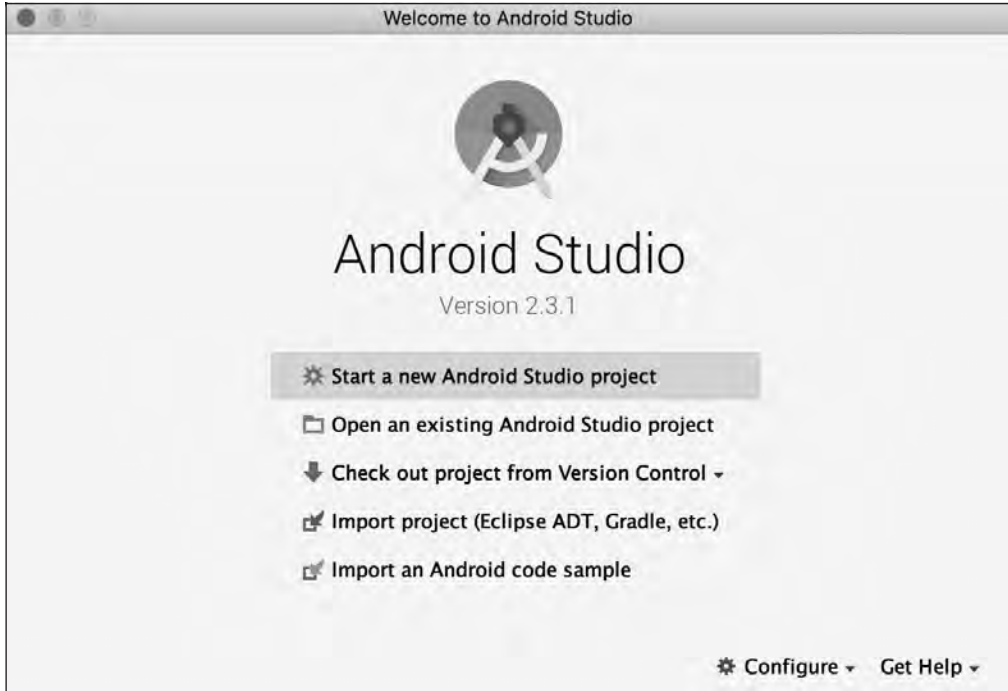 Welcome to Android Studio
Android Studio
Version 2.3.1
Start a new Android Studio project
Open an existing Android Studio project
Check out project from Version Control
Import project (Eclipse ADT, Gradle, etc.)
Import an Android code sample
Configure Get Help